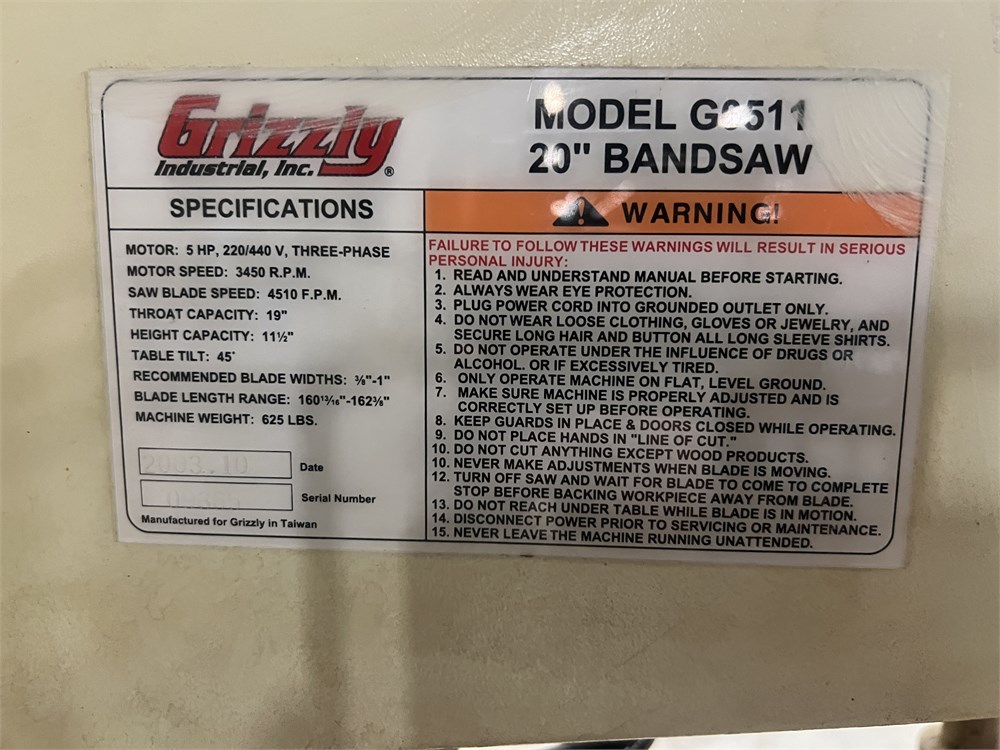 Grizzly
Industrial, Inc. ®
MODEL
20" BANDSAW
SPECIFICATIONS
MOTOR: 5 HP, 220/440 V, THREE-PHASE
MOTOR SPEED: 3450 R.P.M.
SAW BLADE SPEED: 4510 F.P.M.
THROAT CAPACITY: 19"
HEIGHT CAPACITY: 11½"
TABLE TILT: 45°
RECOMMENDED BLADE WIDTHS: ⅜"-1"
BLADE LENGTH RANGE: 160¹³⁄₁₆"-162⅜"
MACHINE WEIGHT: 625 LBS.
2003.10 Date
Serial Number
Manufactured for Grizzly in Taiwan
WARNING!
FAILURE TO FOLLOW THESE WARNINGS WILL RESULT IN SERIOUS
PERSONAL INJURY:
1. READ AND UNDERSTAND MANUAL BEFORE STARTING.
2. ALWAYS WEAR EYE PROTECTION.
3. PLUG POWER CORD INTO GROUNDED OUTLET ONLY.
4. DO NOT WEAR LOOSE CLOTHING, GLOVES OR JEWELRY, AND
SECURE LONG HAIR AND BUTTON ALL LONG SLEEVE SHIRTS.
5. DO NOT OPERATE UNDER THE INFLUENCE OF DRUGS OR
ALCOHOL. OR IF EXCESSIVELY TIRED.
6. ONLY OPERATE MACHINE ON FLAT, LEVEL GROUND.
7. MAKE SURE MACHINE IS PROPERLY ADJUSTED AND IS
CORRECTLY SET UP BEFORE OPERATING.
8. KEEP GUARDS IN PLACE & DOORS CLOSED WHILE OPERATING.
9. DO NOT PLACE HANDS IN "LINE OF CUT."
10. DO NOT CUT ANYTHING EXCEPT WOOD PRODUCTS.
10. NEVER MAKE ADJUSTMENTS WHEN BLADE IS MOVING.
12. TURN OFF SAW AND WAIT FOR BLADE TO COME TO COMPLETE
STOP BEFORE BACKING WORKPIECE AWAY FROM BLADE.
13. DO NOT REACH UNDER TABLE WHILE BLADE IS IN MOTION.
14. DISCONNECT POWER PRIOR TO SERVICING OR MAINTENANCE.
15. NEVER LEAVE THE MACHINE RUNNING UNATTENDED.